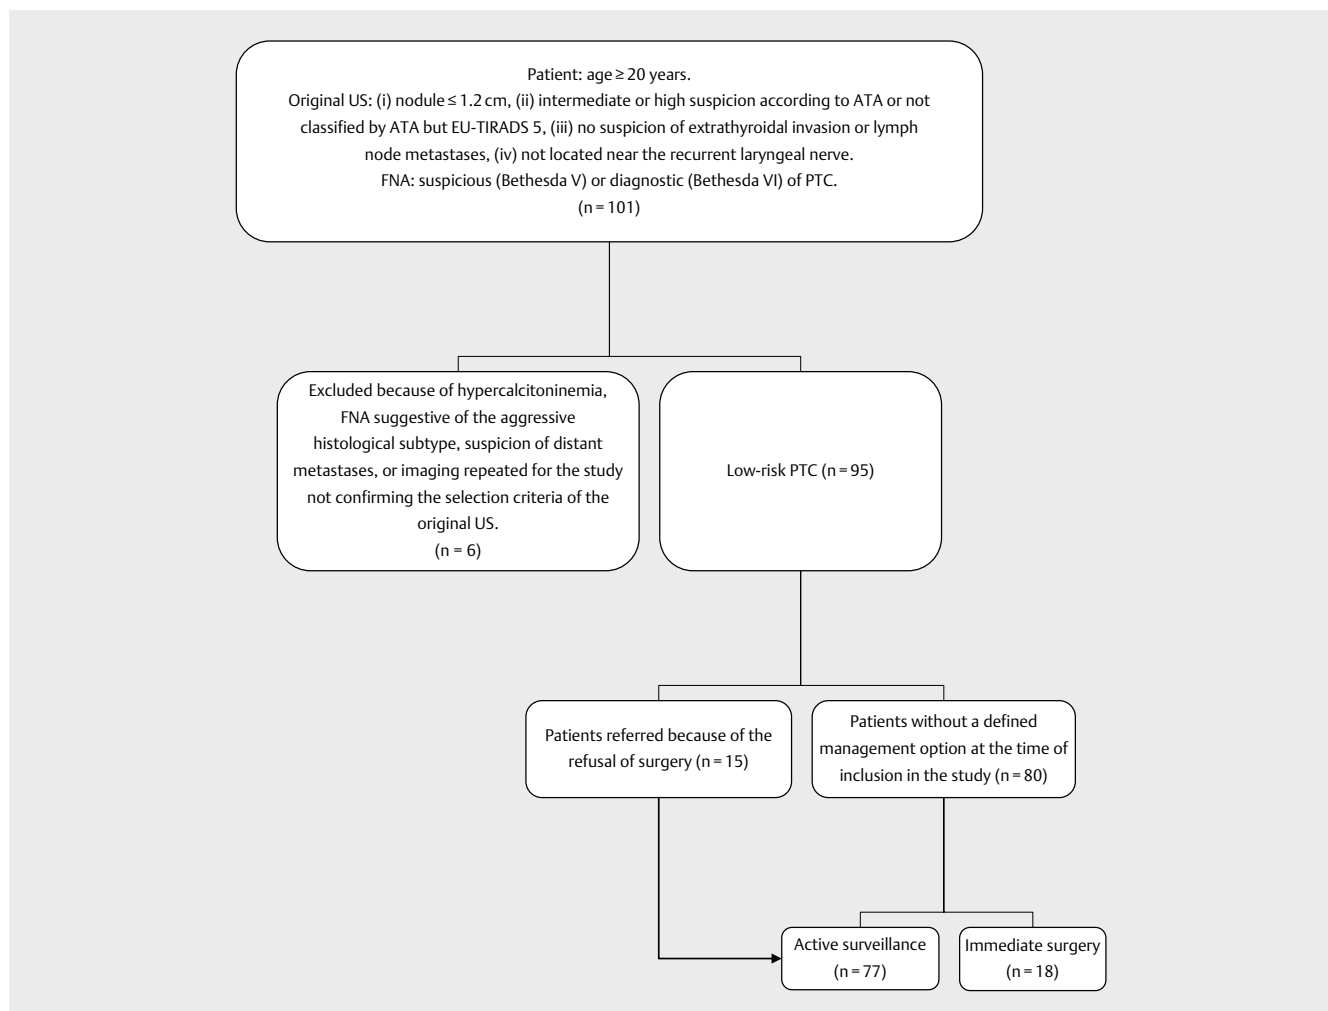 Patient: age ≥ 20 years.
Original US: (i) nodule ≤ 1.2 cm, (ii) intermediate or high suspicion according to ATA or not
classified by ATA but EU-TIRADS 5, (iii) no suspicion of extrathyroidal invasion or lymph
node metastases, (iv) not located near the recurrent laryngeal nerve.
FNA: suspicious (Bethesda V) or diagnostic (Bethesda VI) of PTC.
(n = 101)
Excluded because of hypercalcitoninemia,
FNA suggestive of the aggressive
histological subtype, suspicion of distant
metastases, or imaging repeated for the study
not confirming the selection criteria of the
original US.
(n = 6)
Low-risk PTC (n = 95)
Patients referred because of the
refusal of surgery (n = 15)
Patients without a defined
management option at the time of
inclusion in the study (n = 80)
Active surveillance
(n = 77)
Immediate surgery
(n = 18)